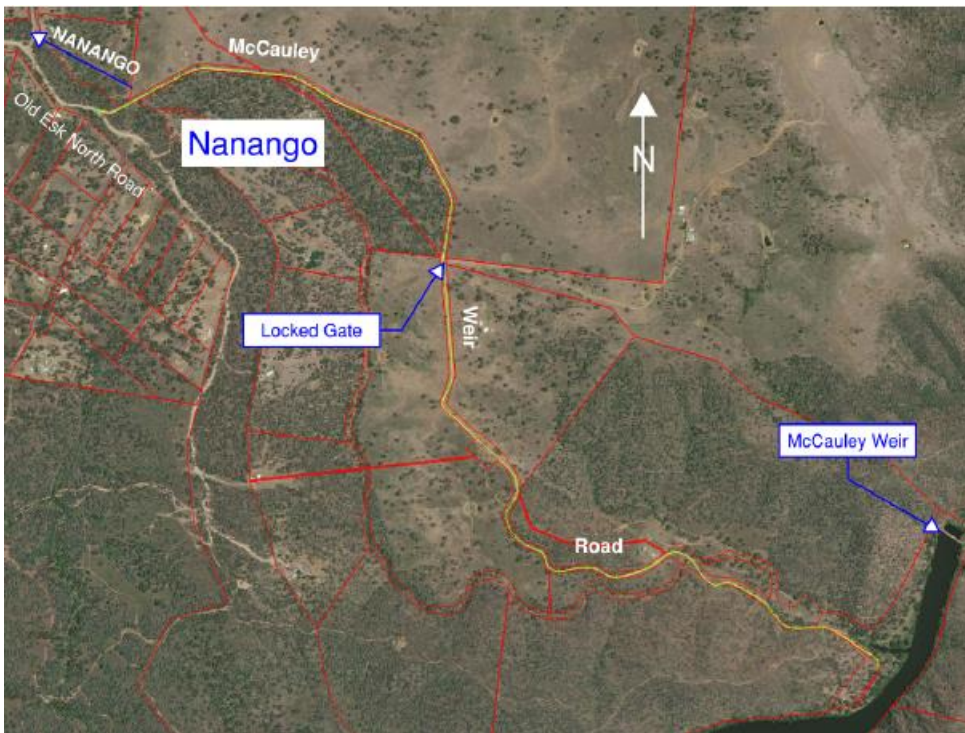 NANANGO
McCauley
Old Esk North Road
Nanango
N
Locked Gate
Weir
McCauley Weir
Road